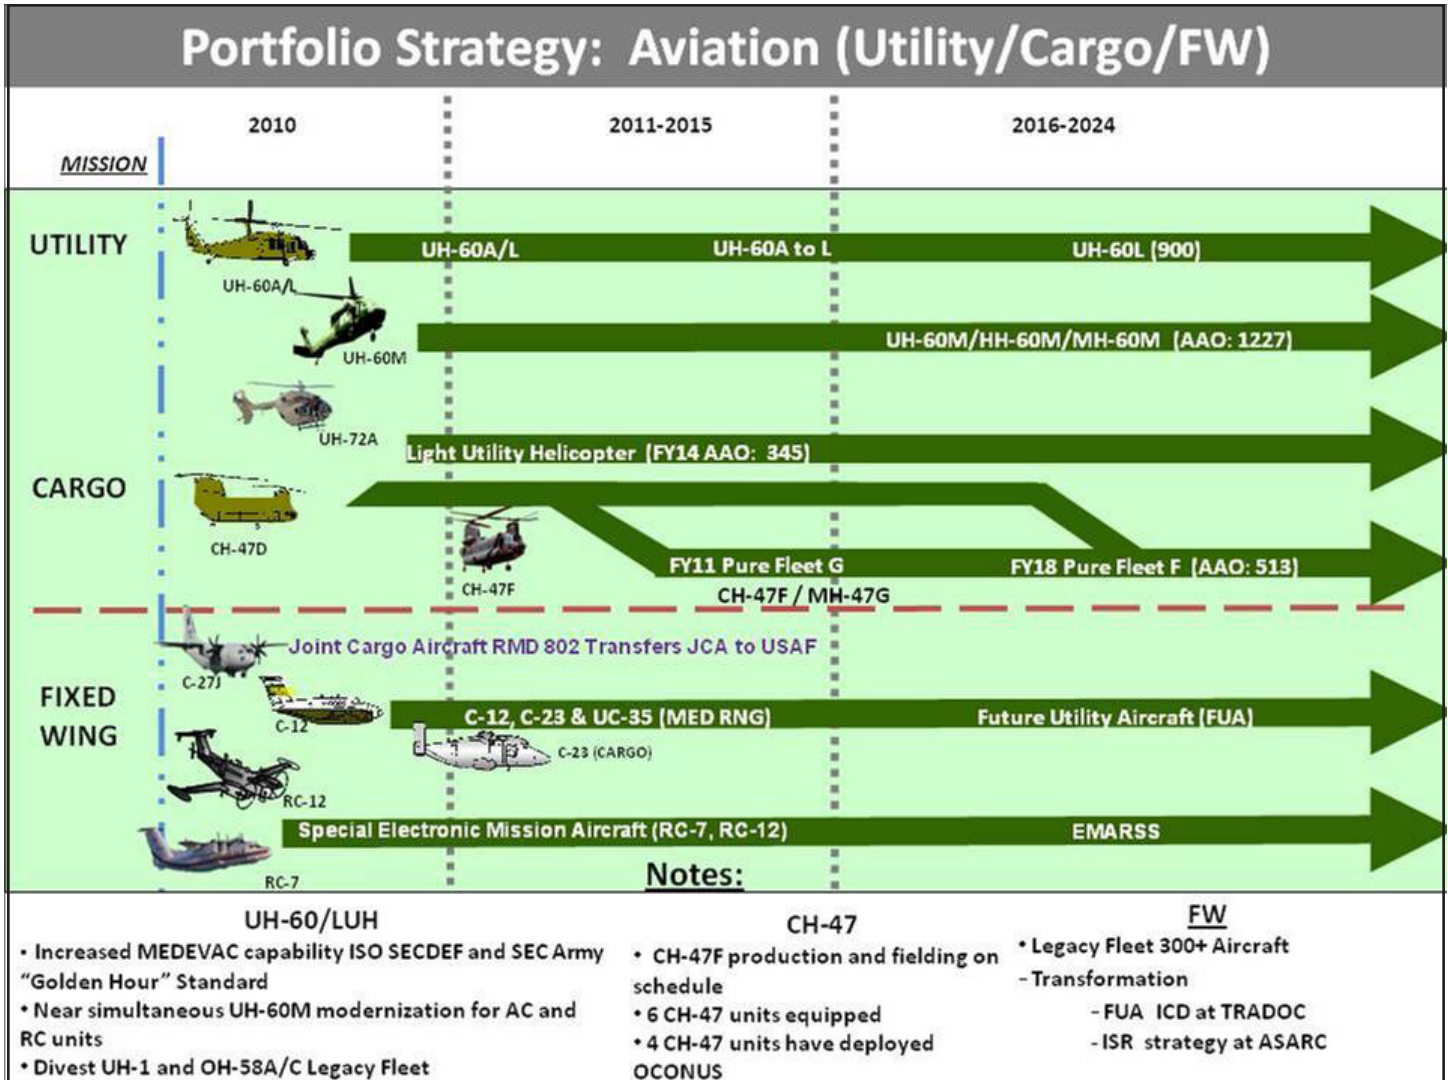 Portfolio Strategy: Aviation (Utility/Cargo/FW)
2010
2011-2015
2016-2024
MISSION
UTILITY
UH-60A/L
UH-60A to L
UH-60L (900)
UH-60A/L
UH-60M/HH-60M/MH-60M (AAO: 1227)
UH-60M
UH-72A
Light Utility Helicopter (FY14 AAO: 345)
CARGO
CH-47D
CH-47F
FY11 Pure Fleet G
FY18 Pure Fleet F (AAO: 513)
CH-47F / MH-47G
Joint Cargo Aircraft RMD 802 Transfers JCA to USAF
C-27J
FIXED
WING
C-12
C-12, C-23 & UC-35 (MED RNG)
Future Utility Aircraft (FUA)
C-23 (CARGO)
RC-12
Special Electronic Mission Aircraft (RC-7, RC-12)
EMARSS
RC-7
Notes:
UH-60/LUH
• Increased MEDEVAC capability ISO SECDEF and SEC Army
“Golden Hour” Standard
• Near simultaneous UH-60M modernization for AC and
RC units
• Divest UH-1 and OH-58A/C Legacy Fleet
CH-47
• CH-47F production and fielding on
schedule
• 6 CH-47 units equipped
• 4 CH-47 units have deployed
OCONUS
FW
• Legacy Fleet 300+ Aircraft
– Transformation
– FUA ICD at TRADOC
– ISR strategy at ASARC